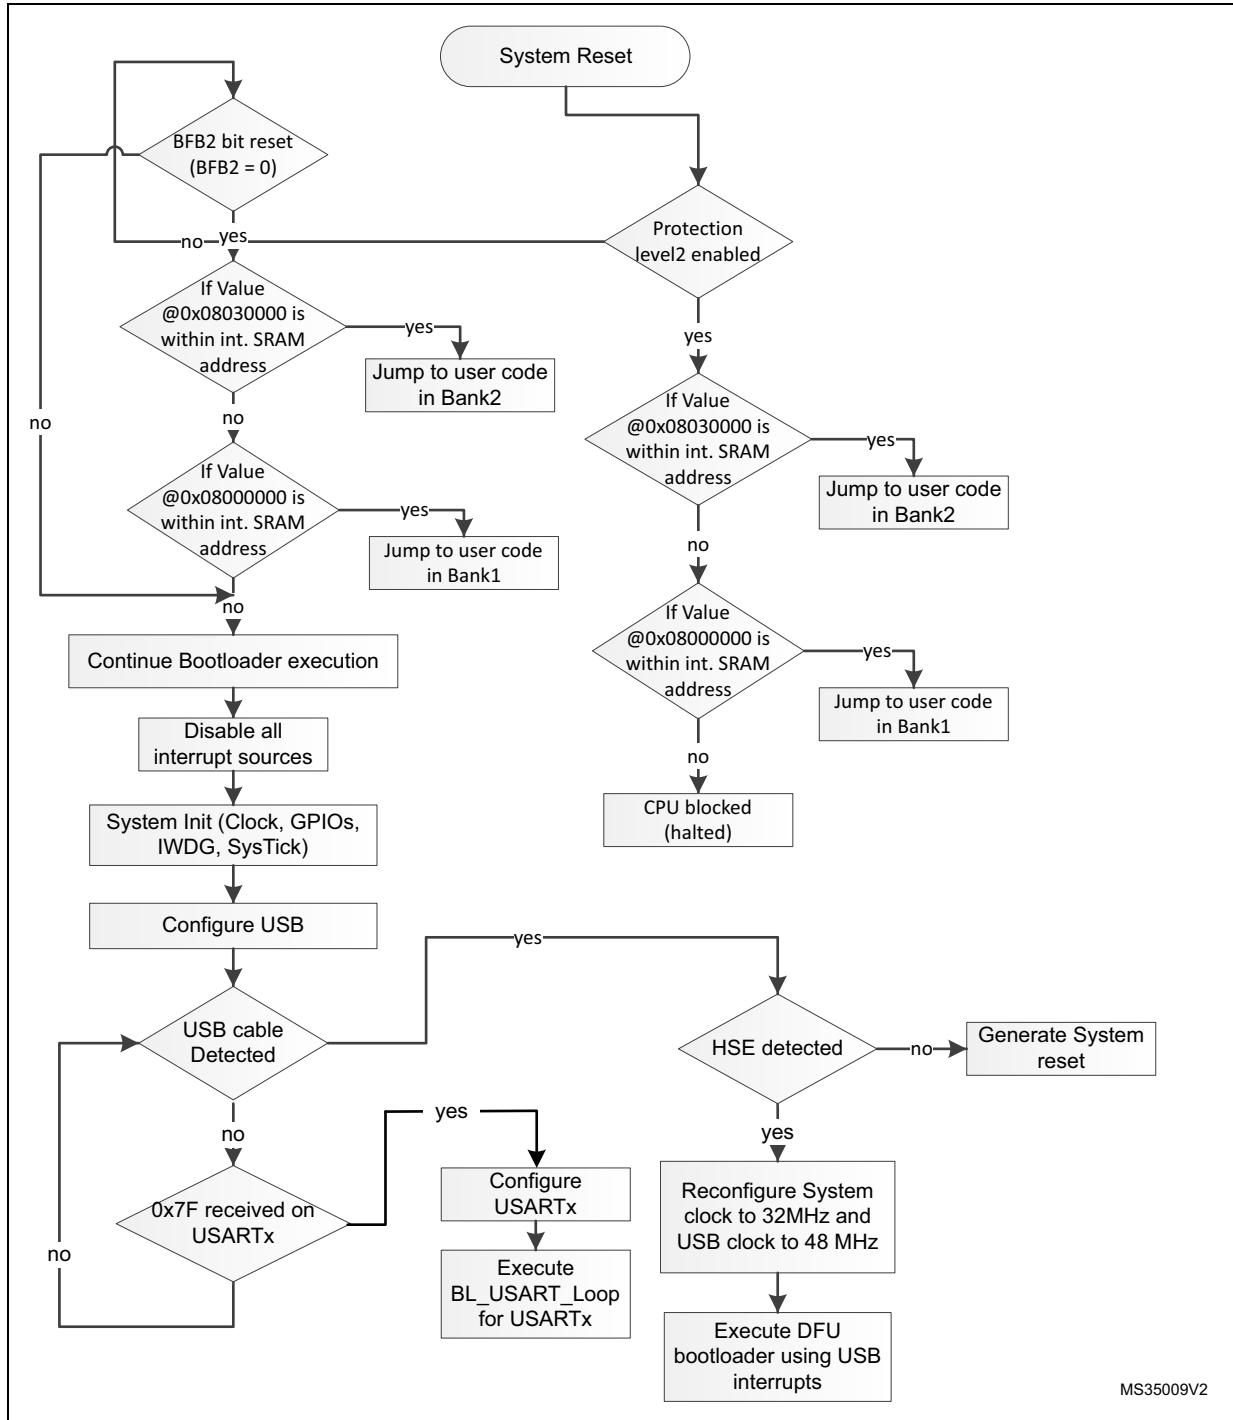 System Reset
BFB2 bit reset
(BFB2 = 0)
Protection
level2 enabled
no
yes
If Value
@0x08030000 is
within int. SRAM
address
yes
Jump to user code
in Bank2
yes
If Value
@0x08030000 is
within int. SRAM
address
yes
Jump to user code
in Bank2
no
no
If Value
@0x08000000 is
within int. SRAM
address
yes
Jump to user code
in Bank1
no
If Value
@0x08000000 is
within int. SRAM
address
yes
Jump to user code
in Bank1
no
no
CPU blocked
(halted)
Continue Bootloader execution
Disable all
interrupt sources
System Init (Clock, GPIOs,
IWDG, SysTick)
Configure USB
yes
USB cable
Detected
HSE detected
no
Generate System
reset
no
yes
yes
0x7F received on
USARTx
no
Configure
USARTx
Execute
BL_USART_Loop
for USARTx
Reconfigure System
clock to 32MHz and
USB clock to 48 MHz
Execute DFU
bootloader using USB
interrupts
MS35009V2